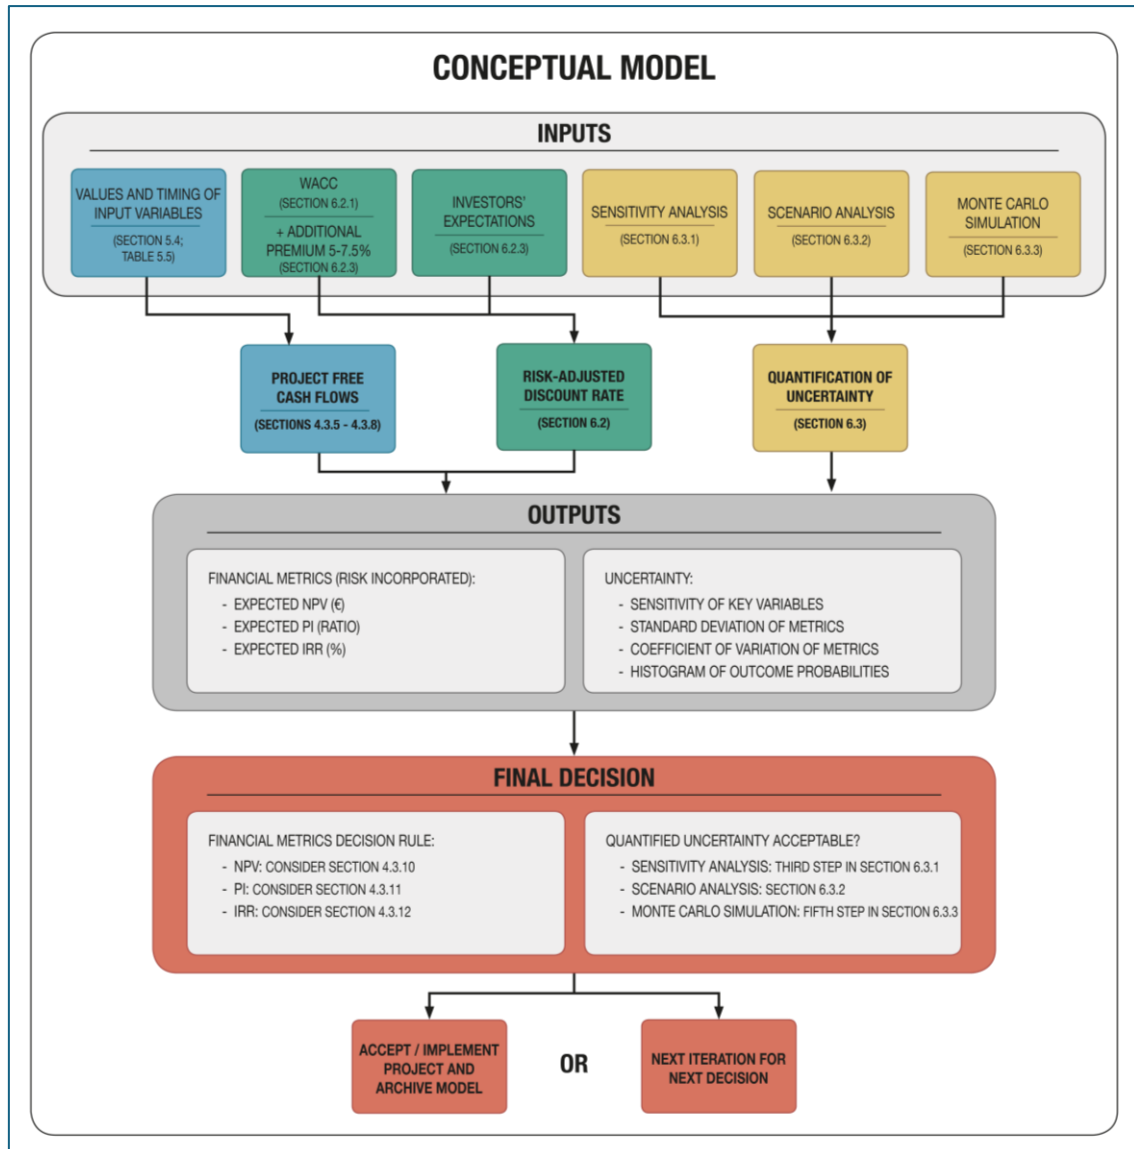 CONCEPTUAL MODEL
INPUTS
VALUES AND TIMING OF
INPUT VARIABLES
(SECTION 5.4;
TABLE 5.5)
WACC
(SECTION 6.2.1)
+ ADDITIONAL
PREMIUM 5-7.5%
(SECTION 6.2.3)
INVESTORS'
EXPECTATIONS
(SECTION 6.2.3)
SENSITIVITY ANALYSIS
(SECTION 6.3.1)
SCENARIO ANALYSIS
(SECTION 6.3.2)
MONTE CARLO
SIMULATION
(SECTION 6.3.3)
PROJECT FREE
CASH FLOWS
(SECTIONS 4.3.5 - 4.3.8)
RISK-ADJUSTED
DISCOUNT RATE
(SECTION 6.2)
QUANTIFICATION OF
UNCERTAINTY
(SECTION 6.3)
OUTPUTS
FINANCIAL METRICS (RISK INCORPORATED):
- EXPECTED NPV (€)
- EXPECTED PI (RATIO)
- EXPECTED IRR (%)
UNCERTAINTY:
- SENSITIVITY OF KEY VARIABLES
- STANDARD DEVIATION OF METRICS
- COEFFICIENT OF VARIATION OF METRICS
- HISTOGRAM OF OUTCOME PROBABILITIES
FINAL DECISION
FINANCIAL METRICS DECISION RULE:
- NPV: CONSIDER SECTION 4.3.10
- PI: CONSIDER SECTION 4.3.11
- IRR: CONSIDER SECTION 4.3.12
QUANTIFIED UNCERTAINTY ACCEPTABLE?
- SENSITIVITY ANALYSIS: THIRD STEP IN SECTION 6.3.1
- SCENARIO ANALYSIS: SECTION 6.3.2
- MONTE CARLO SIMULATION: FIFTH STEP IN SECTION 6.3.3
ACCEPT / IMPLEMENT
PROJECT AND
ARCHIVE MODEL
OR
NEXT ITERATION FOR
NEXT DECISION